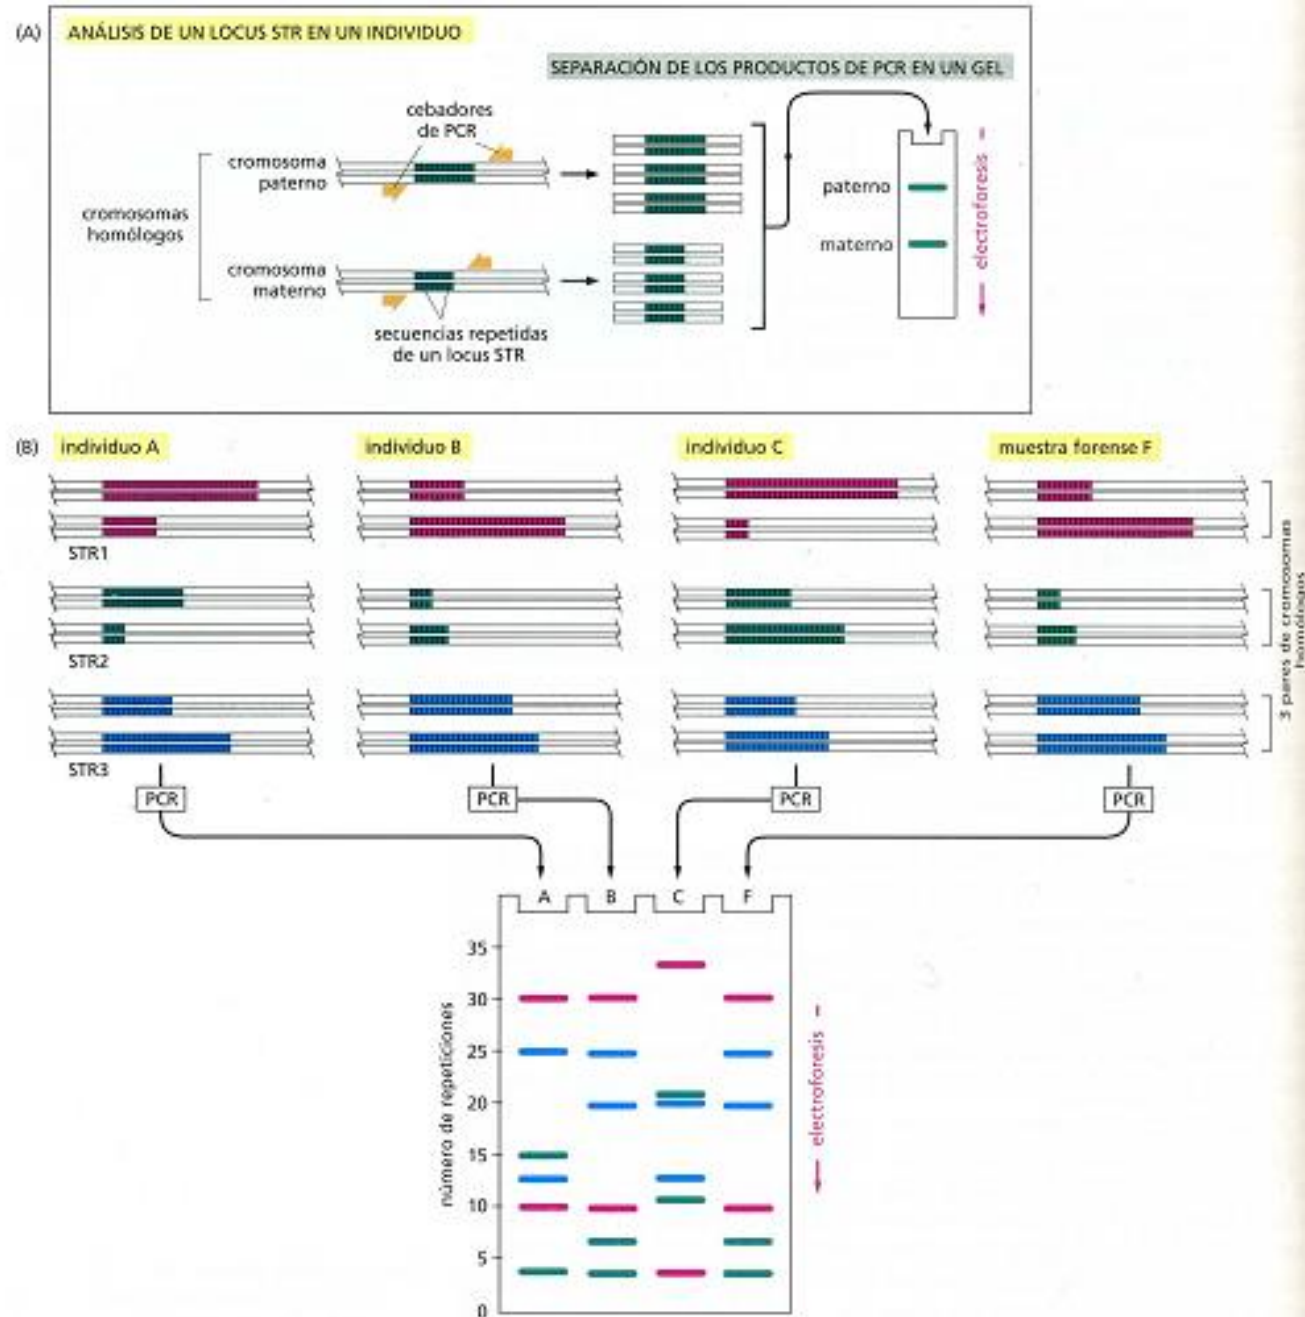 (A) ANÁLISIS DE UN LOCUS STR EN UN INDIVIDUO
SEPARACIÓN DE LOS PRODUCTOS DE PCR EN UN GEL
cebadores
de PCR
cromosoma
paterno
cromosomas
homólogos
cromosoma
materno
secuencias repetidas
de un locus STR
paterno
materno
electroforesis
(B) individuo A individuo B individuo C muestra forense F
STR1
STR2
STR3
3 pares de cromosomas
homólogos
PCR PCR PCR PCR
A B C F
número de repeticiones
35
30
25
20
15
10
5
0
electroforesis